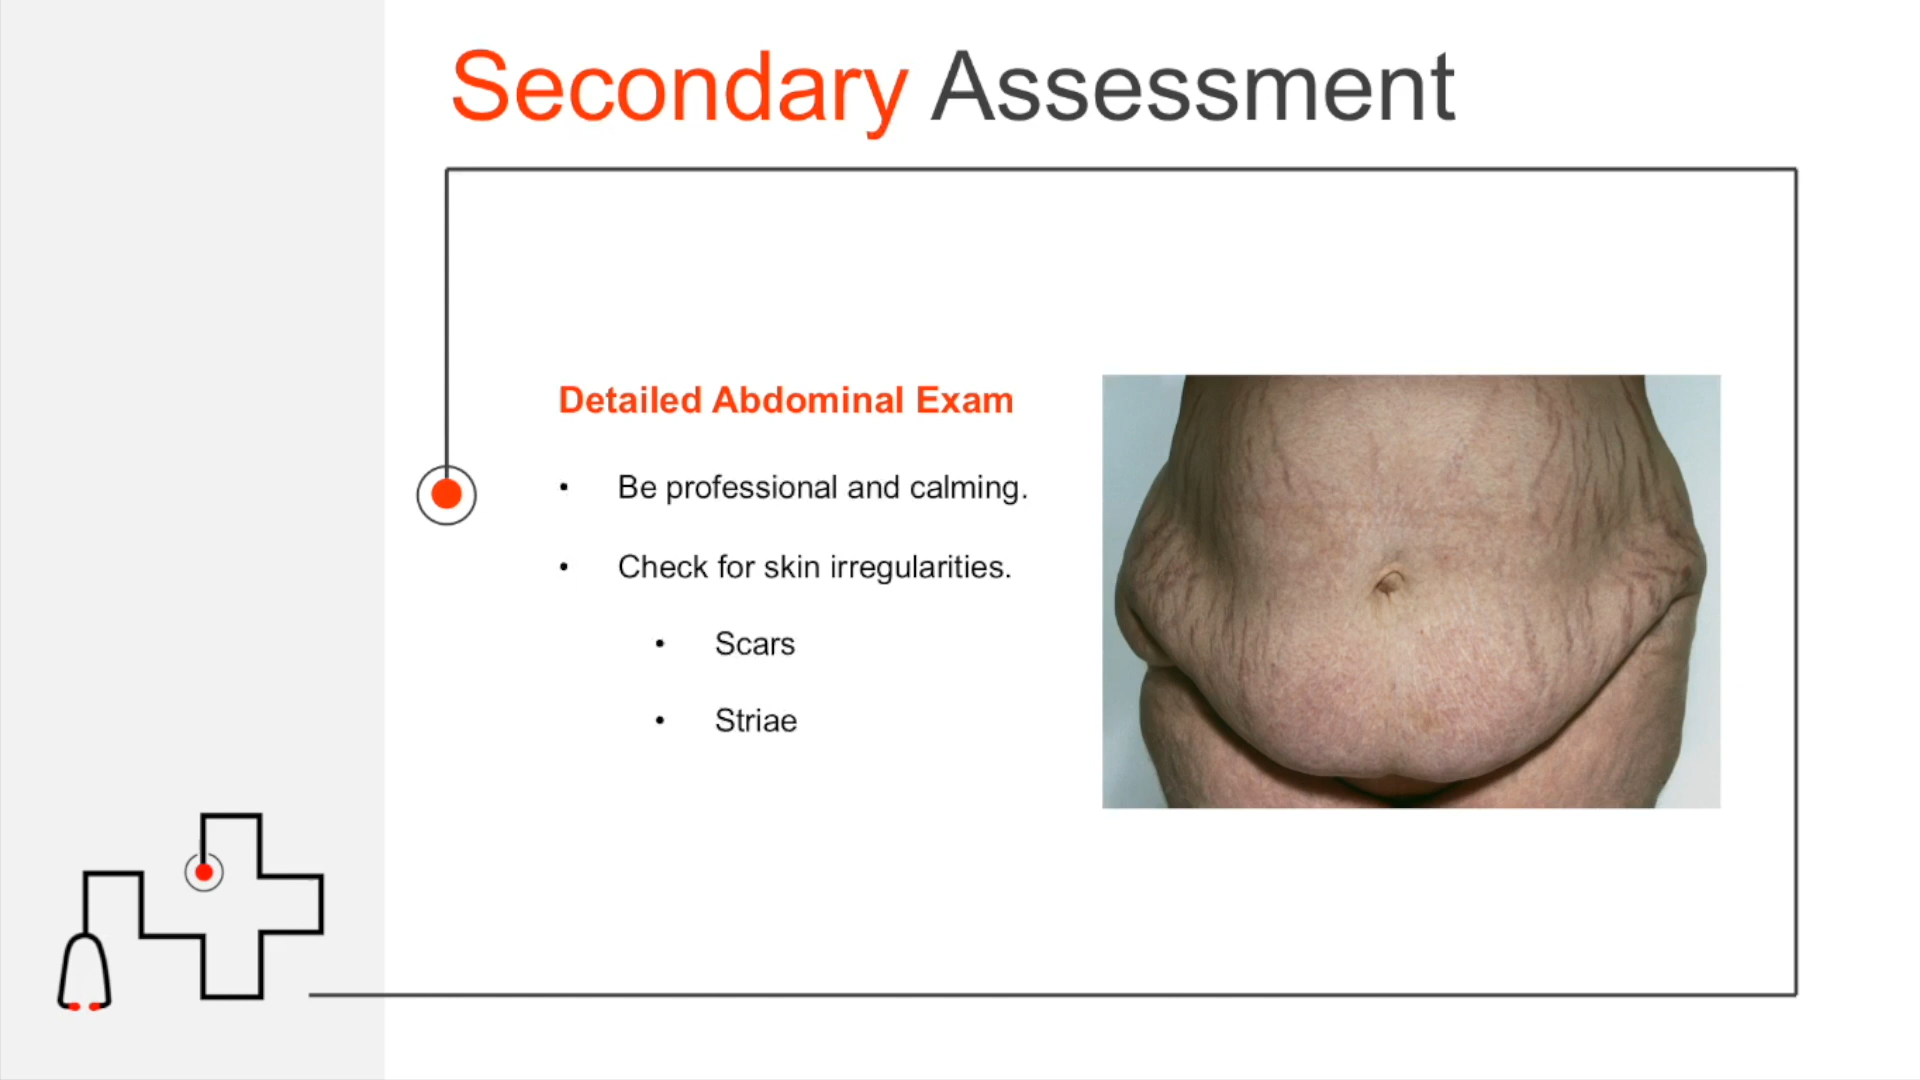 Secondary Assessment
Detailed Abdominal Exam
• Be professional and calming.
• Check for skin irregularities.
• Scars
• Striae